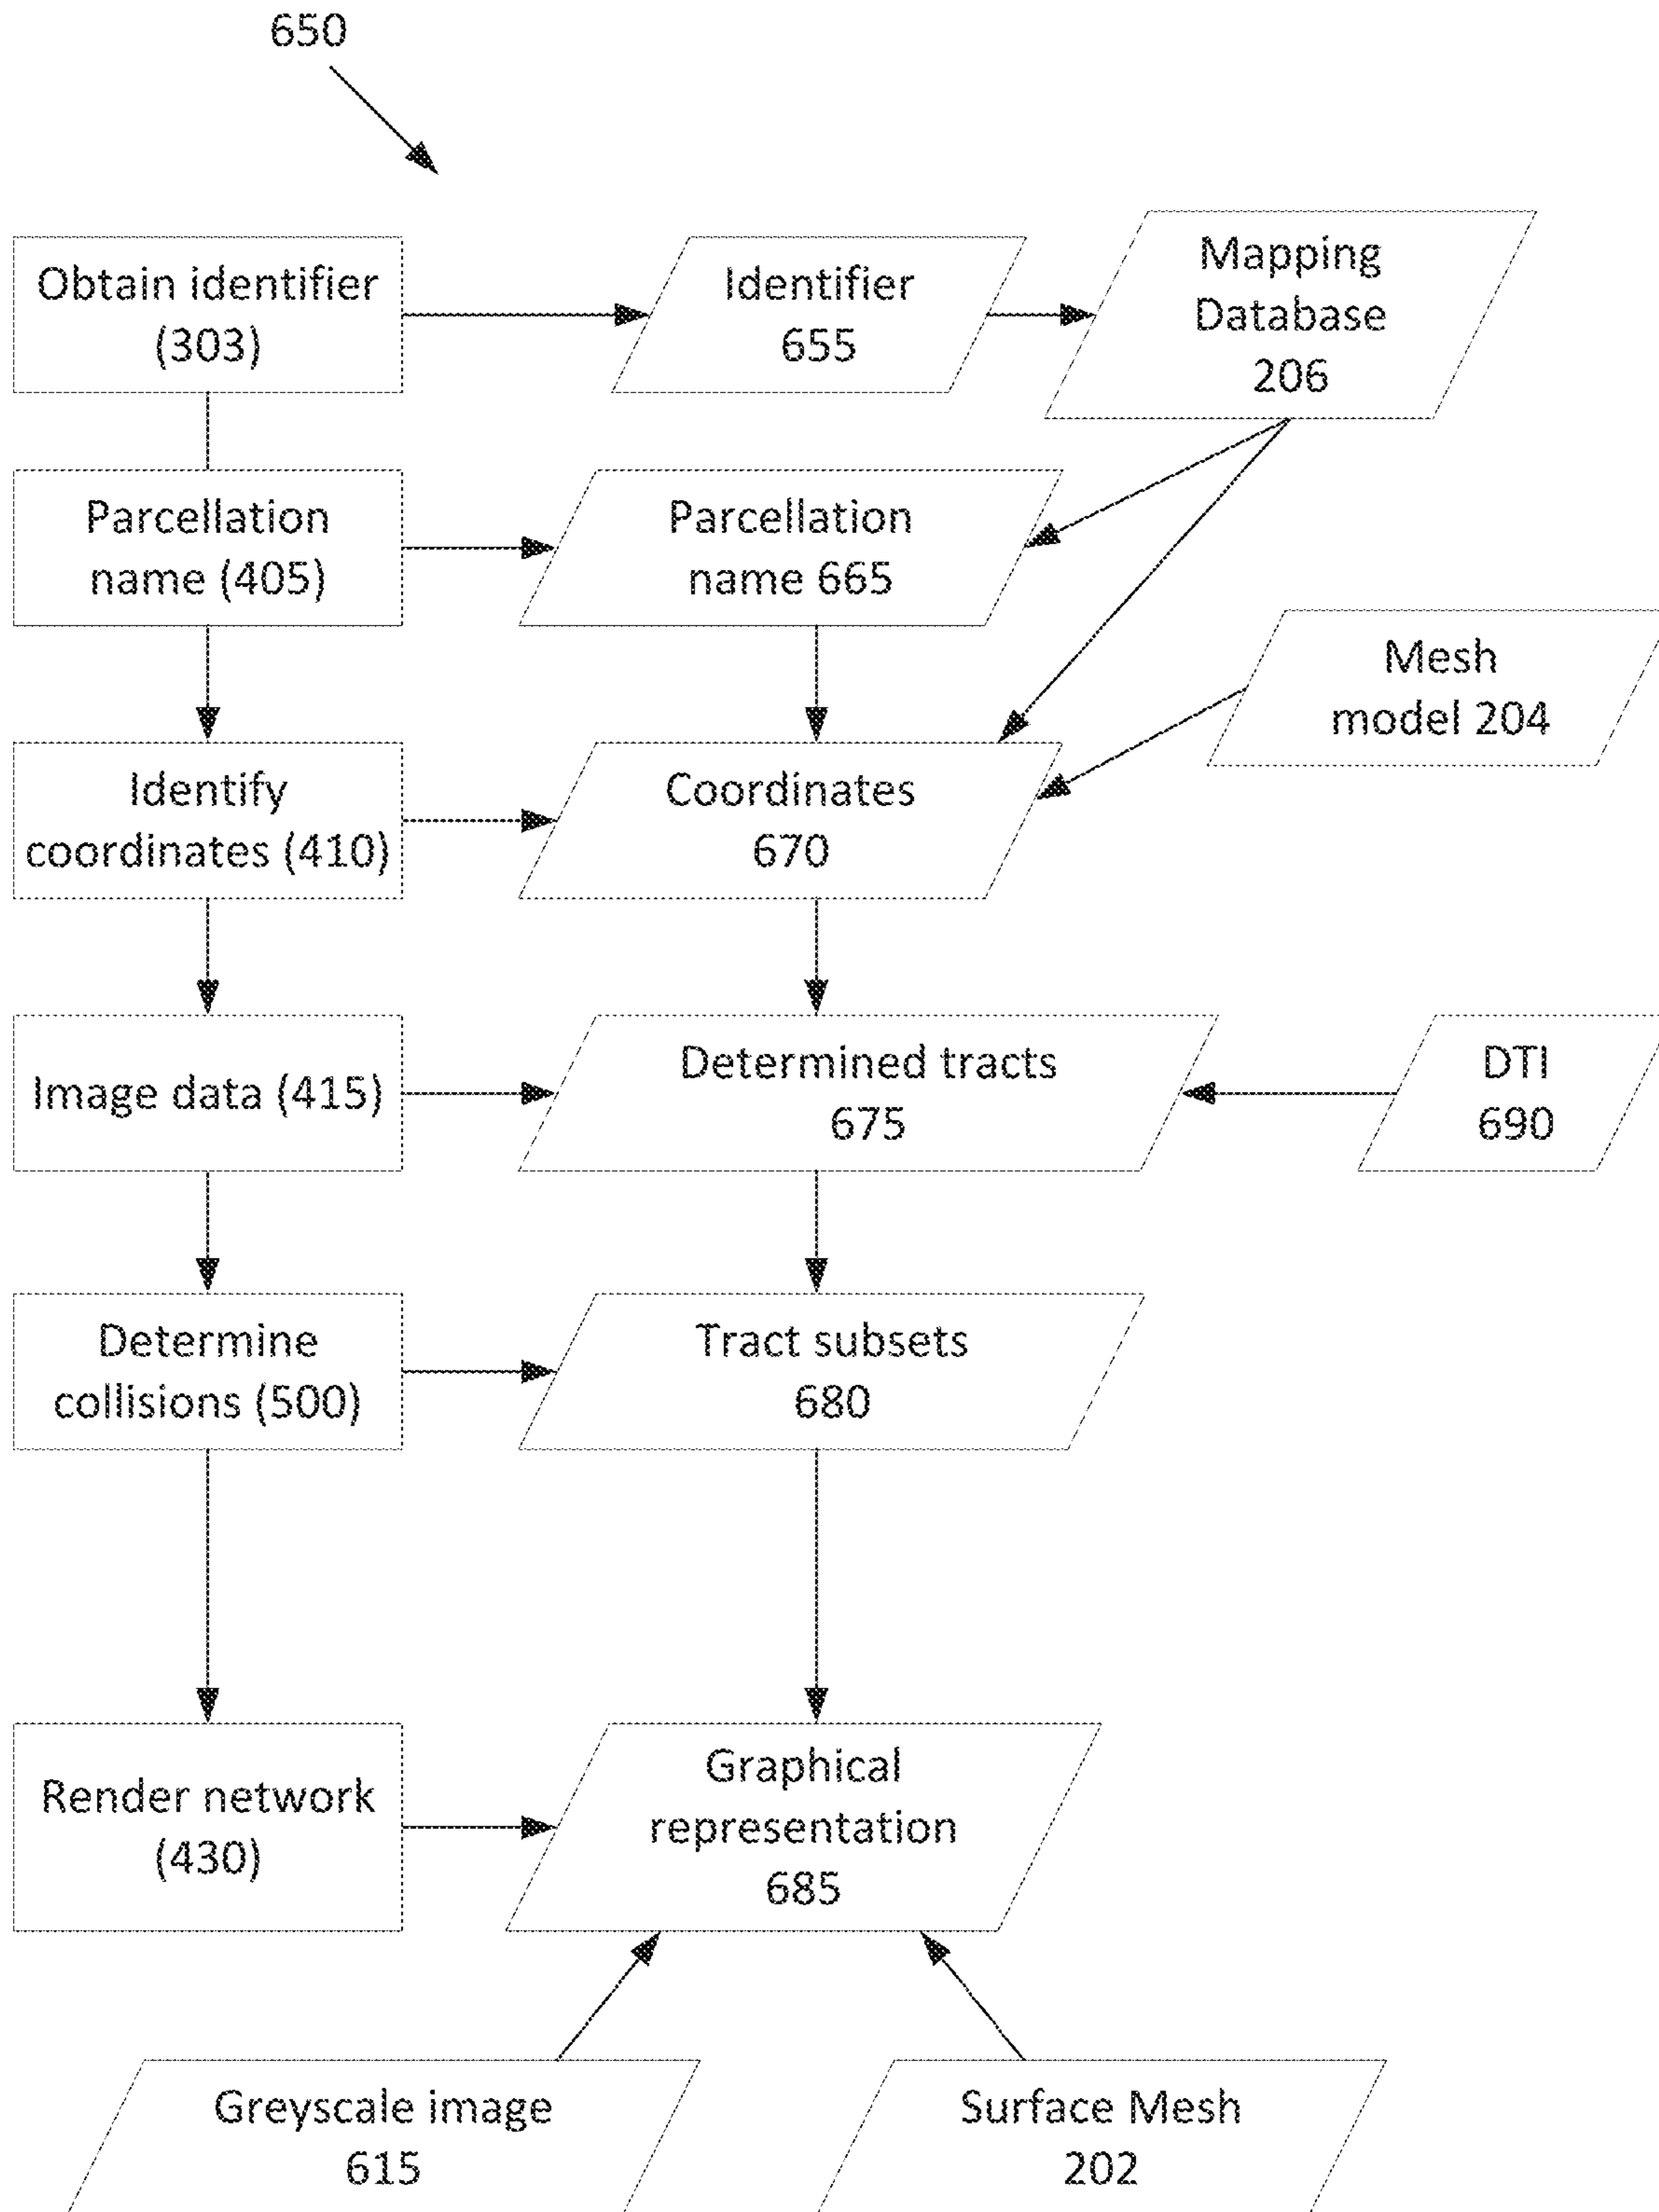 650
Obtain identifier
(303)
Identifier
655
Mapping
Database
206
Parcellation
name (405)
Parcellation
name 665
Mesh
model 204
Identify
coordinates (410)
Coordinates
670
Image data (415)
Determined tracts
675
DTI
690
Determine
collisions (500)
Tract subsets
680
Render network
(430)
Graphical
representation
685
Greyscale image
615
Surface Mesh
202